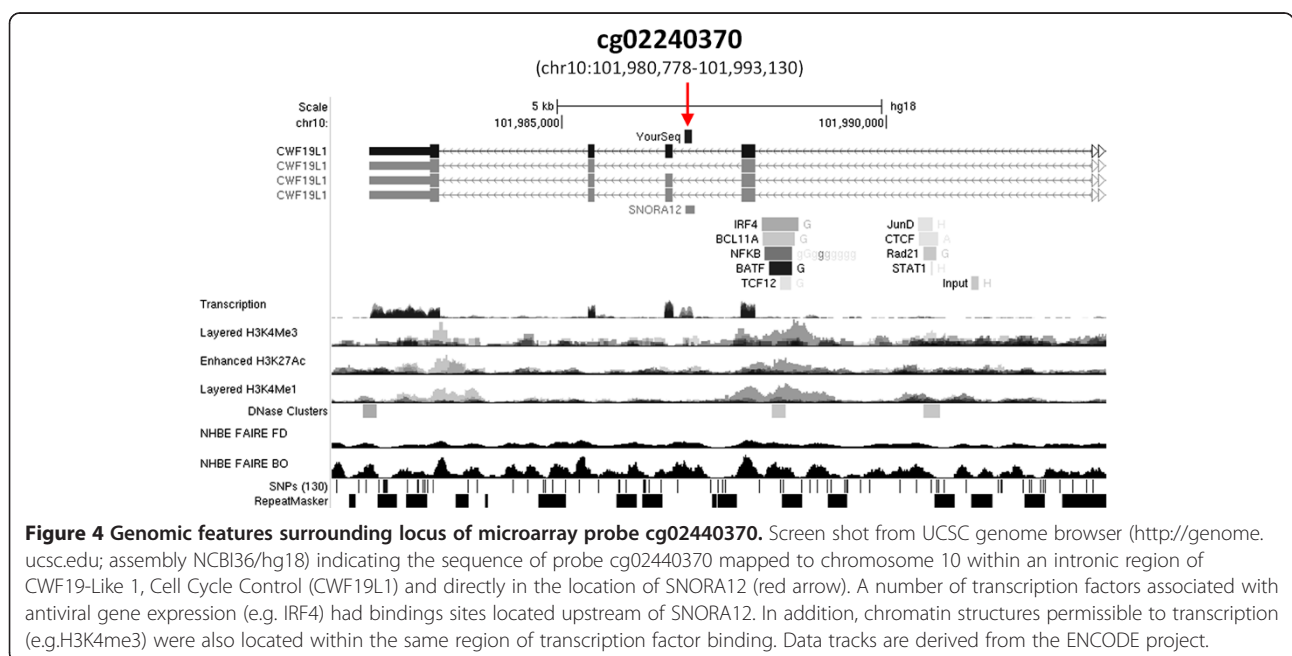 cg02240370
(chr10:101,980,778-101,993,130)
Scale 5 kb hg18
chr10: 101,985,000 101,990,000
YourSeq
CWF19L1
CWF19L1
CWF19L1
CWF19L1
SNORA12
IRF4 G JunD H
BCL11A G CTCF A
NFKB gGggggggg Rad21 G
BATF G STAT1 H
TCF12 G Input H
Transcription
Layered H3K4Me3
Enhanced H3K27Ac
Layered H3K4Me1
DNase Clusters
NHBE FAIRE FD
NHBE FAIRE BO
SNPs (130)
RepeatMasker
Figure 4 Genomic features surrounding locus of microarray probe cg02440370. Screen shot from UCSC genome browser (http://genome.
ucsc.edu; assembly NCBI36/hg18) indicating the sequence of probe cg02440370 mapped to chromosome 10 within an intronic region of
CWF19-Like 1, Cell Cycle Control (CWF19L1) and directly in the location of SNORA12 (red arrow). A number of transcription factors associated with
antiviral gene expression (e.g. IRF4) had bindings sites located upstream of SNORA12. In addition, chromatin structures permissible to transcription
(e.g.H3K4me3) were also located within the same region of transcription factor binding. Data tracks are derived from the ENCODE project.